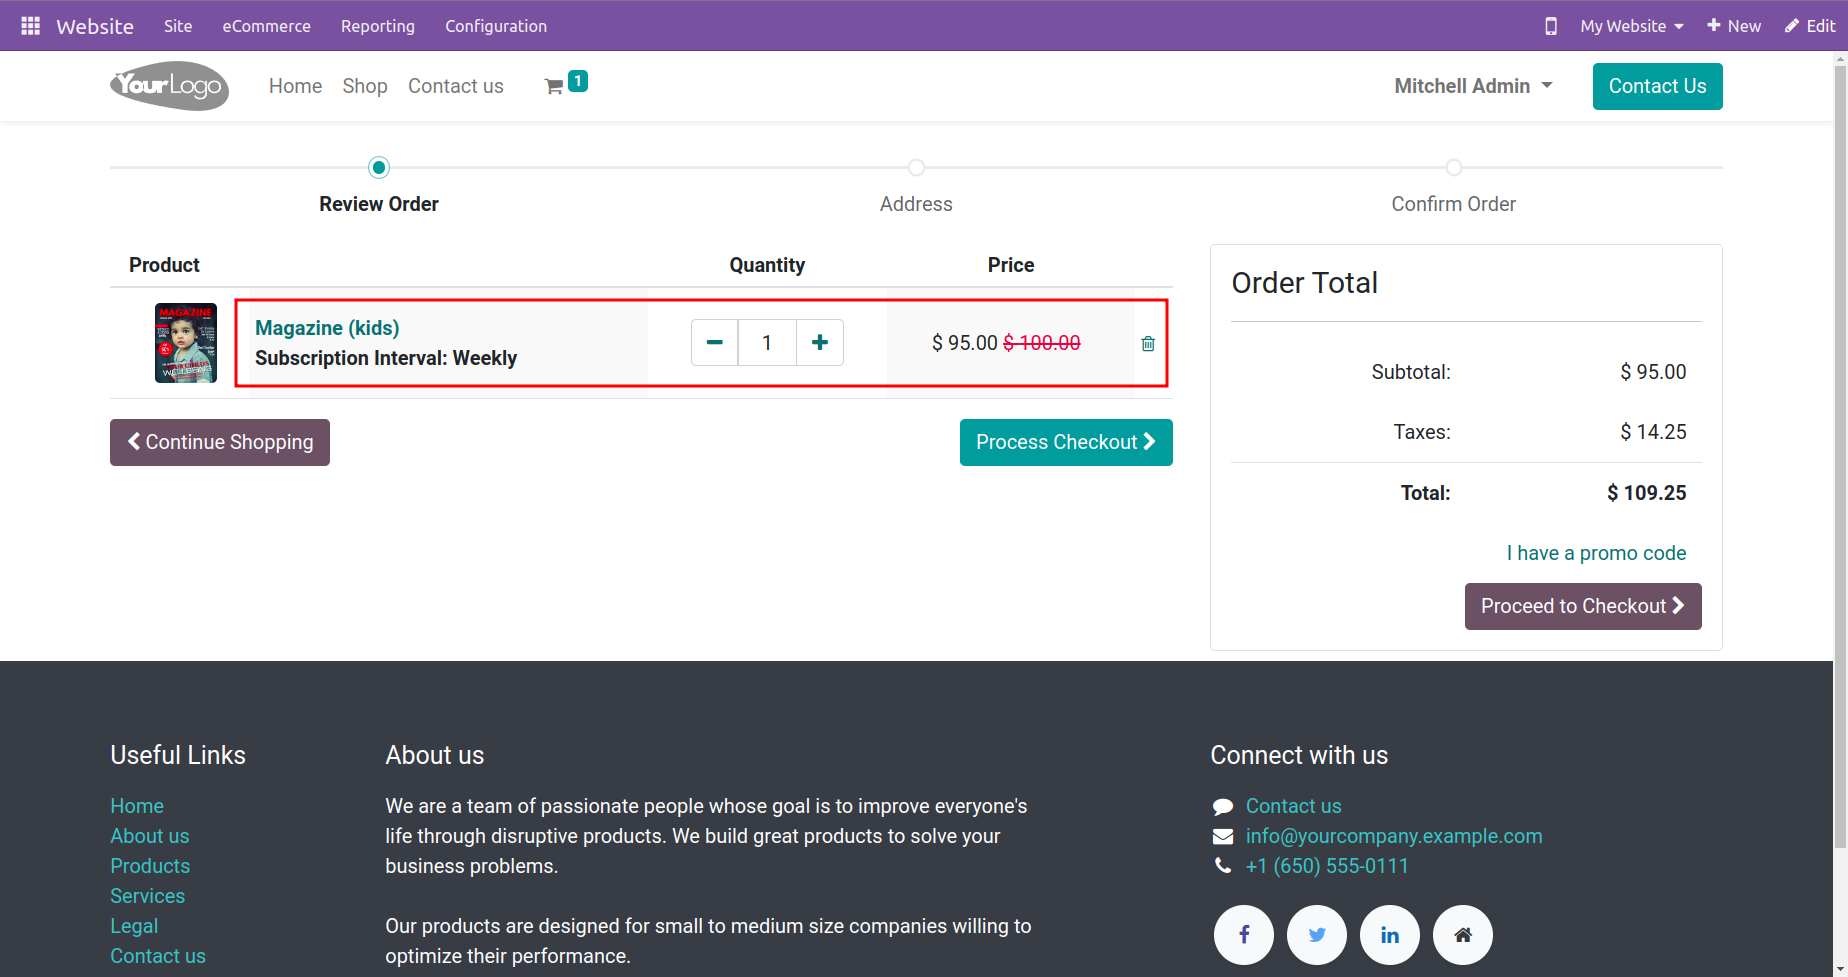 Website Site eCommerce Reporting Configuration My Website New Edit
YourLogo Home Shop Contact us 1 Mitchell Admin Contact Us
Review Order Address Confirm Order
Product Quantity Price
MAGAZINE
Magazine (kids)
Subscription Interval: Weekly
1
$ 95.00 $ 100.00
Continue Shopping Process Checkout
Order Total
Subtotal: $ 95.00
Taxes: $ 14.25
Total: $ 109.25
I have a promo code
Proceed to Checkout
Useful Links
Home
About us
Products
Services
Legal
Contact us
About us
We are a team of passionate people whose goal is to improve everyone's
life through disruptive products. We build great products to solve your
business problems.
Our products are designed for small to medium size companies willing to
optimize their performance.
Connect with us
Contact us
info@yourcompany.example.com
+1 (650) 555-0111